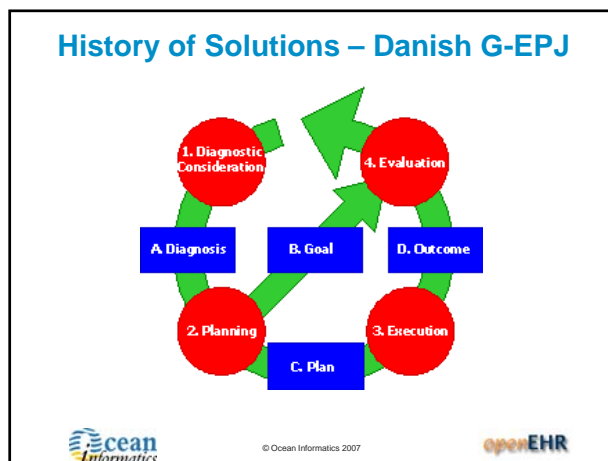 History of Solutions – Danish G-EPJ
1. Diagnostic
Consideration
4. Evaluation
A. Diagnosis
B. Goal
D. Outcome
2. Planning
3. Execution
C. Plan
Ocean
Informatics
© Ocean Informatics 2007
openEHR